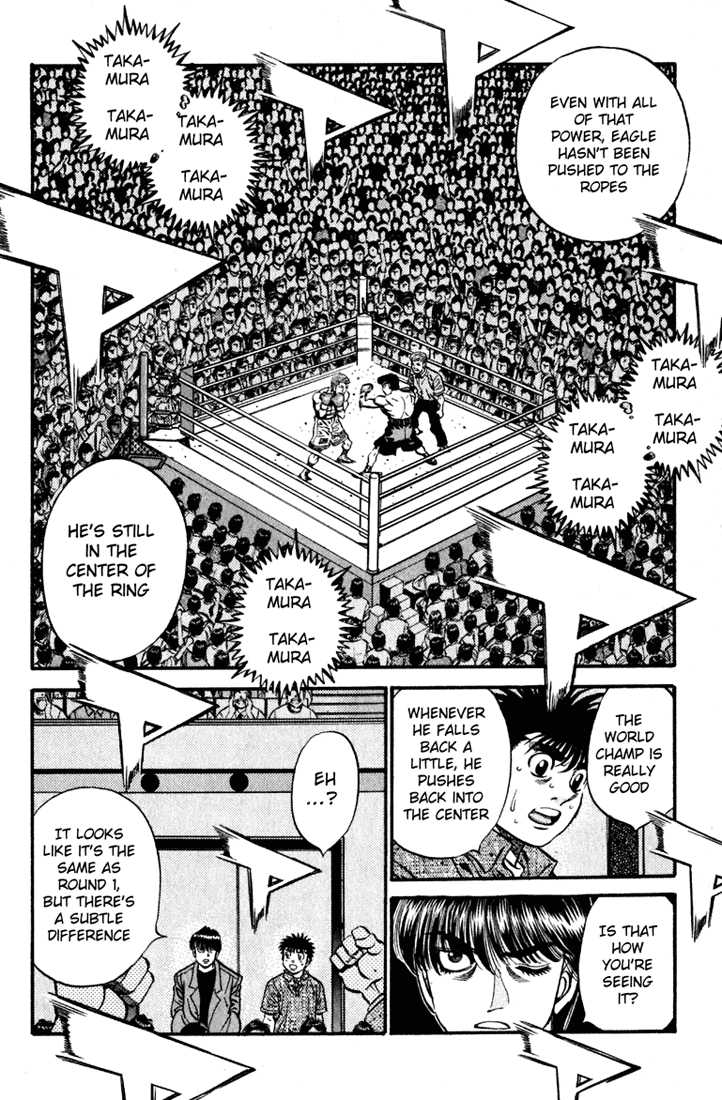 EVEN WITH ALL
OF THAT
POWER, EAGLE
HASN'T BEEN
PUSHED TO THE
ROPES
TAKA-
MURA
TAKA-
MURA
TAKA-
MURA
TAKA-
MURA
TAKA-
MURA
TAKA-
MURA
TAKA-
MURA
TAKA-
MURA
HE'S STILL
IN THE
CENTER OF
THE RING
TAKA-
MURA
TAKA-
MURA
THE
WORLD
CHAMP IS
REALLY
GOOD
WHENEVER
HE FALLS
BACK A
LITTLE, HE
PUSHES
BACK INTO
THE CENTER
IS THAT
HOW
YOU'RE
SEEING
IT?
EH
...?
IT LOOKS
LIKE IT'S THE
SAME AS
ROUND 1,
BUT THERE'S
A SUBTLE
DIFFERENCE